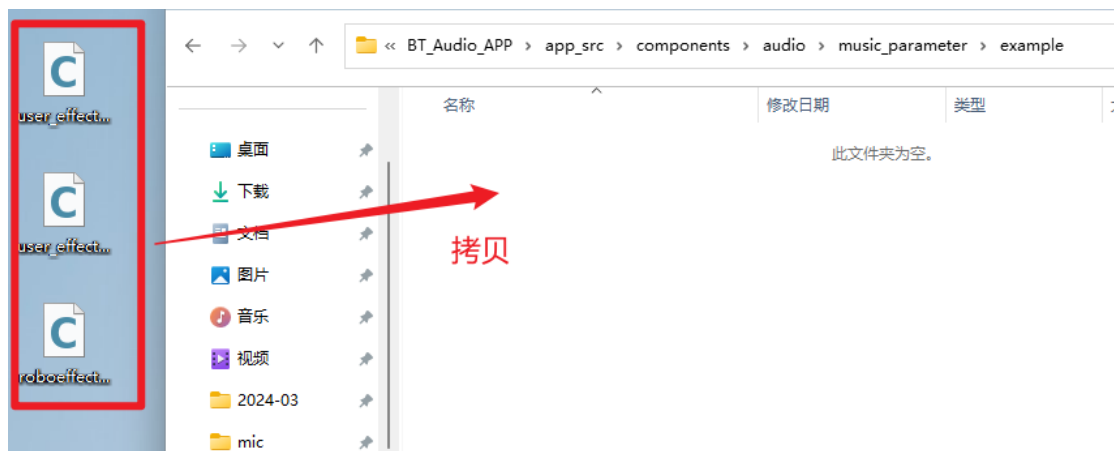 « BT_Audio_APP > app_src > components > audio > music_parameter > example
名称 修改日期 类型
此文件夹为空。
C
user_effect...
C
user_effect...
C
roboeffect...
桌面
下载
文档
图片
音乐
视频
2024-03
mic
拷贝